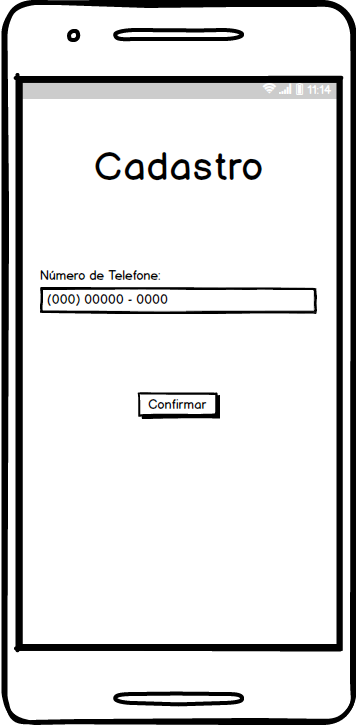 11:14
Cadastro
Número de Telefone:
(000) 00000 - 0000
Confirmar